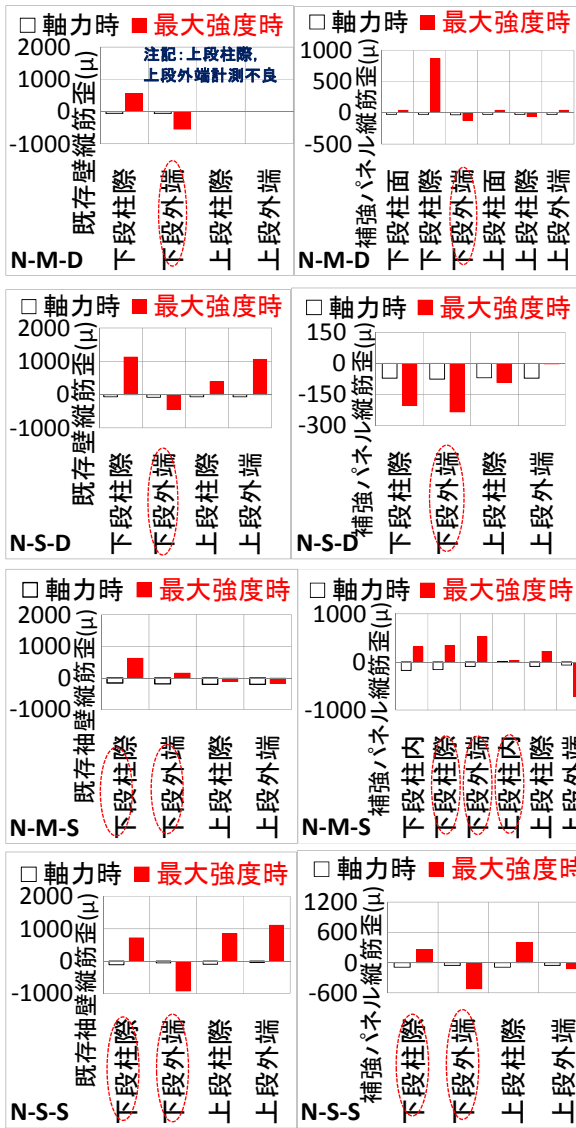 □軸力時 ■最大強度時
既存壁縦筋歪(μ)
2000
1000
0
-1000
注記：上段柱際，
上段外端計測不良
下段柱際
下段外端
上段柱際
上段外端
N-M-D
□軸力時 ■最大強度時
補強パネル縦筋歪(μ)
1000
500
0
-500
下段柱面
下段柱際
下段外端
上段柱面
上段柱際
上段外端
N-M-D
□軸力時 ■最大強度時
既存壁縦筋歪(μ)
2000
1000
0
-1000
下段柱際
下段外端
上段柱際
上段外端
N-S-D
□軸力時 ■最大強度時
補強パネル縦筋歪(μ)
150
0
-150
-300
下段柱際
下段外端
上段柱際
上段外端
N-S-D
□軸力時 ■最大強度時
既存袖壁縦筋歪(μ)
2000
1000
0
-1000
下段柱際
下段外端
上段柱際
上段外端
N-M-S
□軸力時 ■最大強度時
補強パネル縦筋歪(μ)
1000
0
-1000
下段柱内
下段柱際
下段外端
上段柱内
上段柱際
上段外端
N-M-S
□軸力時 ■最大強度時
既存袖壁縦筋歪(μ)
2000
1000
0
-1000
下段柱際
下段外端
上段柱際
上段外端
N-S-S
□軸力時 ■最大強度時
補強パネル縦筋歪(μ)
1200
600
0
-600
下段柱際
下段外端
上段柱際
上段外端
N-S-S